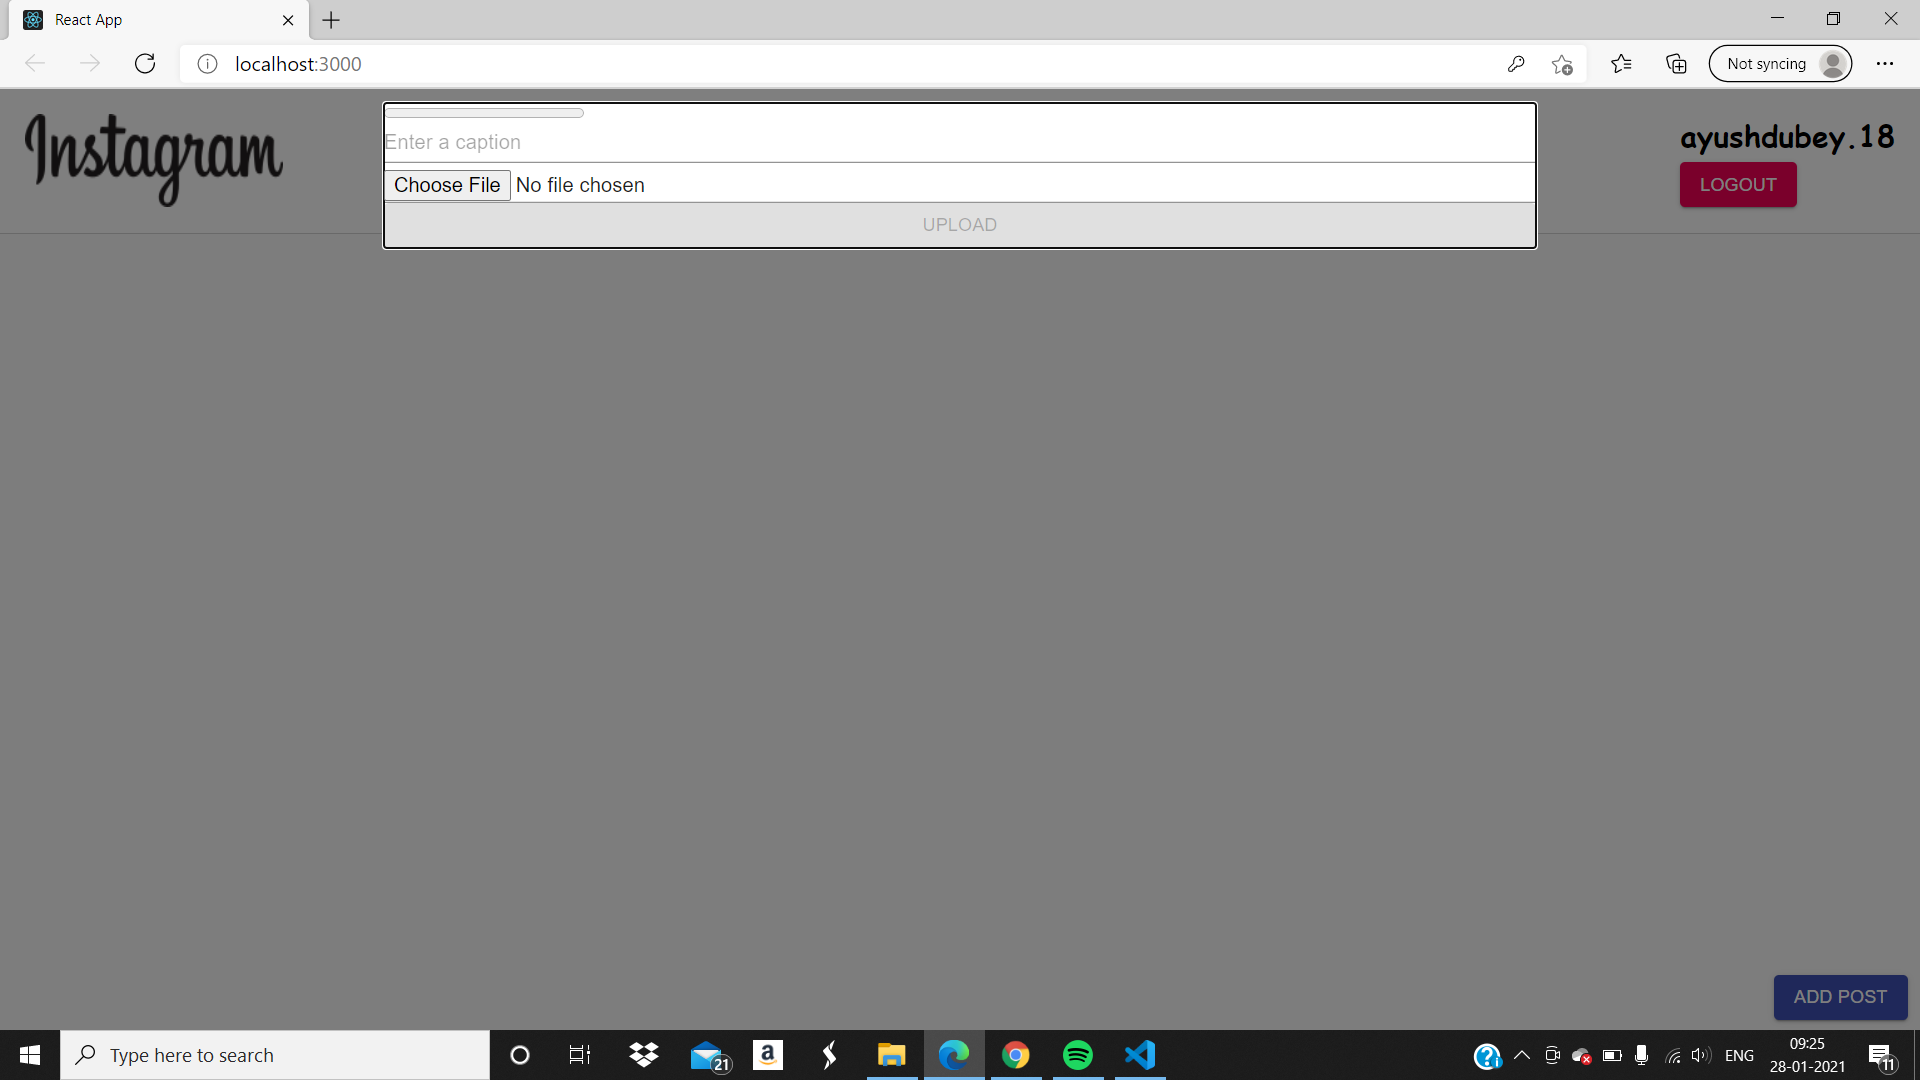 React App
localhost:3000
Not syncing
Instagram
Enter a caption
Choose File No file chosen
UPLOAD
ayushdubey.18
LOGOUT
ADD POST
Type here to search
21
a
ENG
09:25
28-01-2021
11